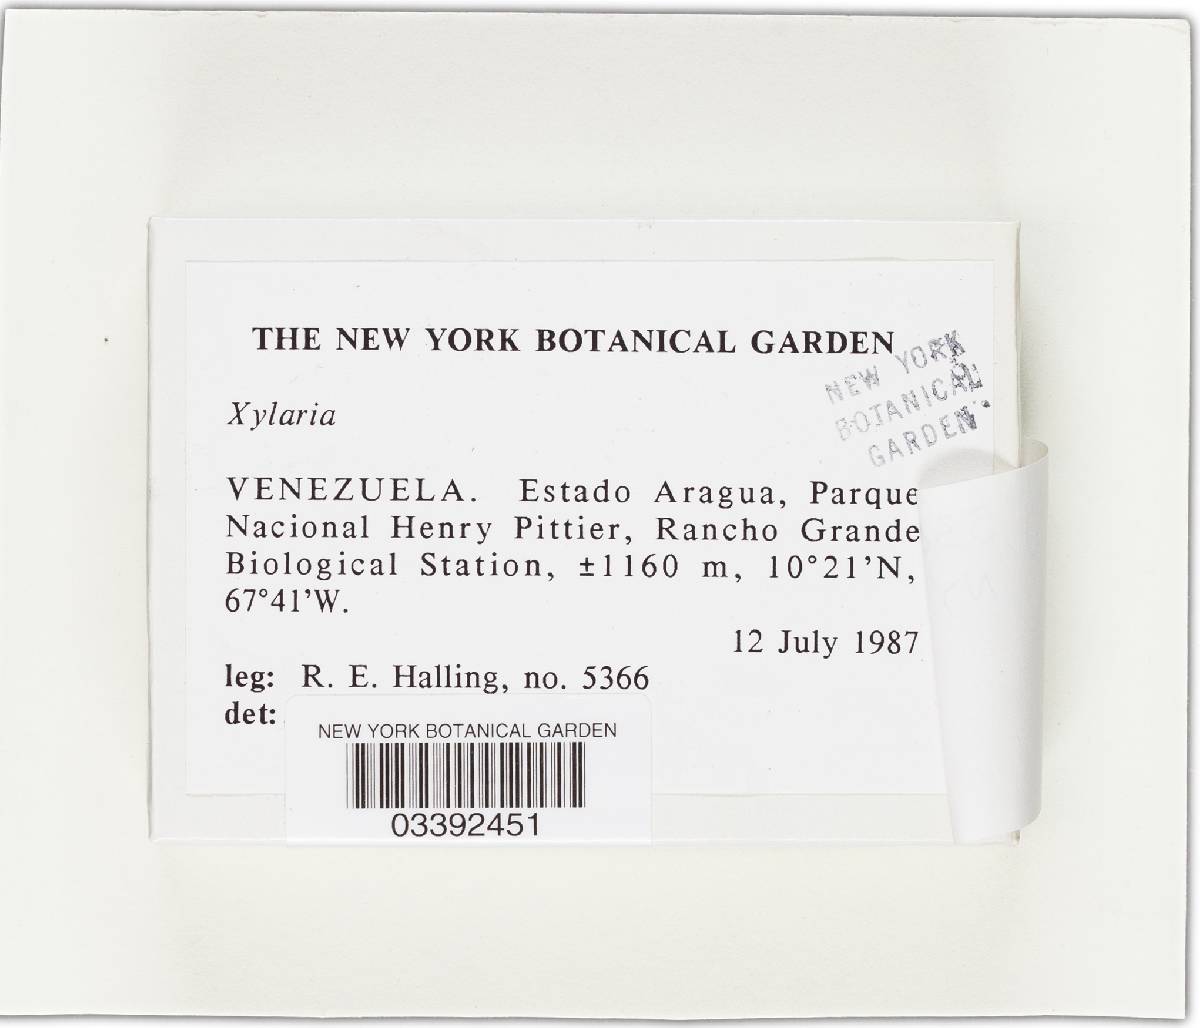 THE NEW YORK BOTANICAL GARDEN
NEW YORK
BOTANICAL
GARDEN
Xylaria
VENEZUELA. Estado Aragua, Parque
Nacional Henry Pittier, Rancho Grande
Biological Station, ±1160 m, 10°21’N,
67°41’W.
12 July 1987
leg: R. E. Halling, no. 5366
det:
NEW YORK BOTANICAL GARDEN
03392451